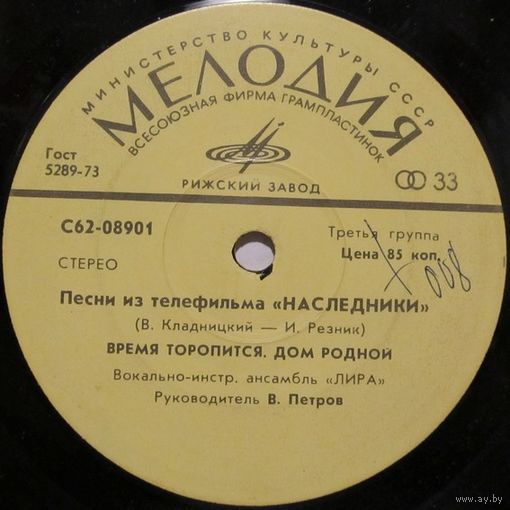 МИНИСТЕРСТВО КУЛЬТУРЫ СССР
МЕЛОДИЯ
ВСЕСОЮЗНАЯ ФИРМА ГРАМПЛАСТИНОК
Гост
5289-73
РИЖСКИЙ ЗАВОД
33
С62-08901
СТЕРЕО
Третья группа
Цена 85 коп.
008
Песни из телефильма «НАСЛЕДНИКИ»
(В. Кладницкий — И. Резник)
ВРЕМЯ ТОРОПИТСЯ. ДОМ РОДНОЙ
Вокально-инстр. ансамбль «ЛИРА»
Руководитель В. Петров
www.ay.by